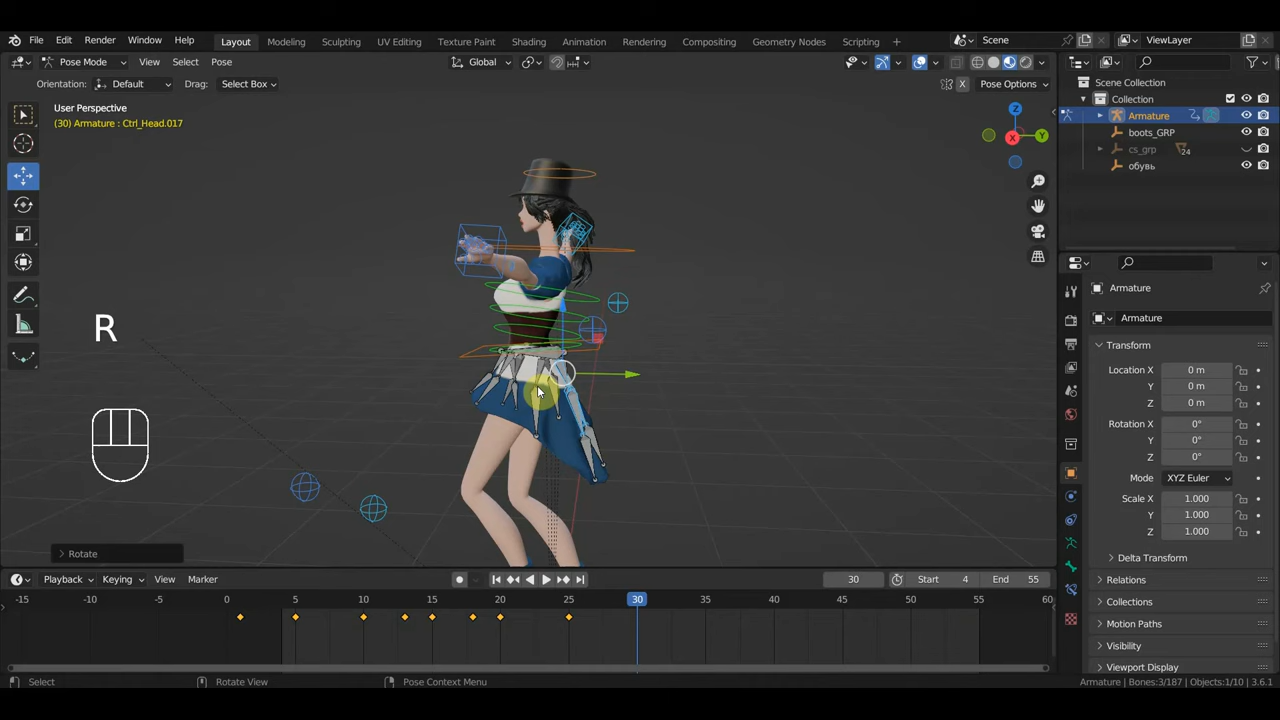 File Edit Render Window Help Layout Modeling Sculpting UV Editing Texture Paint Shading Animation Rendering Compositing Geometry Nodes Scripting + Scene ViewLayer
Pose Mode View Select Pose Global
Orientation: Default Drag: Select Box X Pose Options
User Perspective
(30) Armature : Ctrl_Head.017
Z
Y
X
R
Rotate
Scene Collection
Collection
Armature
boots_GRP
cs_grp 24
обувь
Armature
Armature
Transform
Location X 0 m
Y 0 m
Z 0 m
Rotation X 0°
Y 0°
Z 0°
Mode XYZ Euler
Scale X 1.000
Y 1.000
Z 1.000
Delta Transform
Relations
Collections
Motion Paths
Visibility
Viewport Display
Playback Keying View Marker 30 Start 4 End 55
-15 -10 -5 0 5 10 15 20 25 30 35 40 45 50 55 60
Select Rotate View Pose Context Menu Armature | Bones:3/187 | Objects:1/10 | 3.6.1